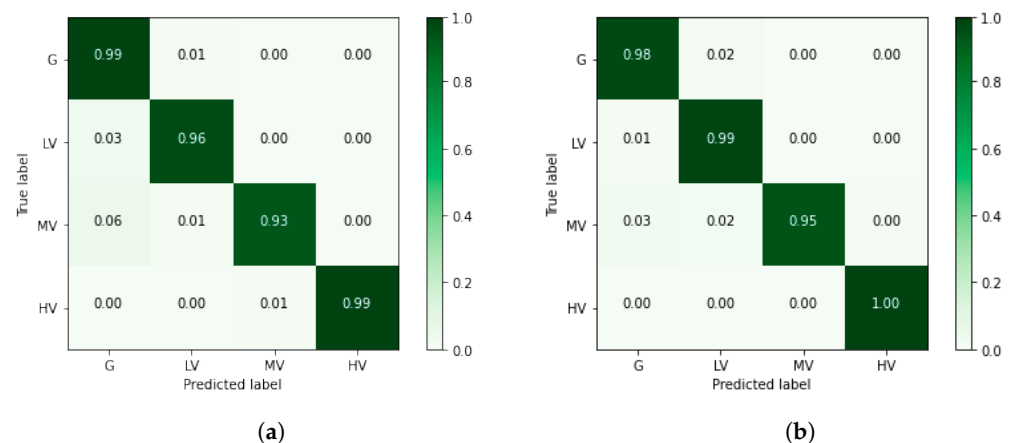 1.0
G 0.99 0.01 0.00 0.00
0.8
LV 0.03 0.96 0.00 0.00
0.6
True label
0.4
MV 0.06 0.01 0.93 0.00
0.2
HV 0.00 0.00 0.01 0.99
0.0
G LV MV HV
Predicted label
(a)
1.0
G 0.98 0.02 0.00 0.00
0.8
LV 0.01 0.99 0.00 0.00
0.6
True label
0.4
MV 0.03 0.02 0.95 0.00
0.2
HV 0.00 0.00 0.00 1.00
0.0
G LV MV HV
Predicted label
(b)